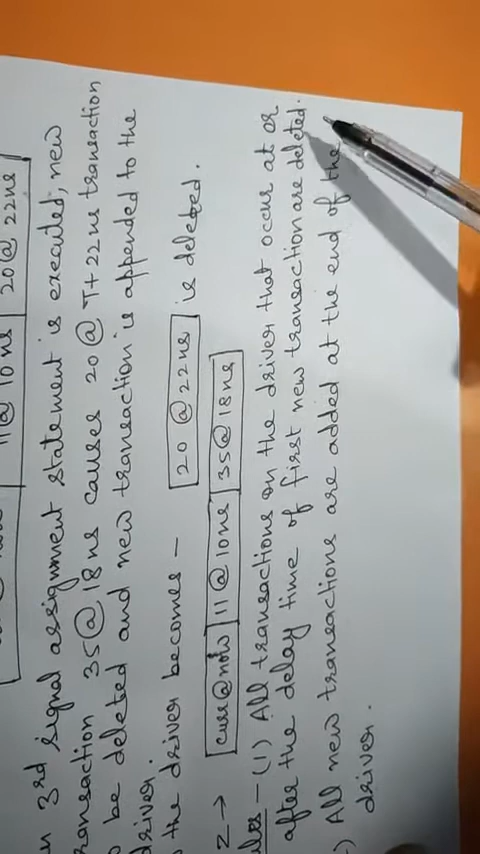 11@10ns | 20@22ns
n 3rd signal assignment statement is executed, new
transaction 35@18ns causes 20@T+22ns transaction
o be deleted and new transaction is appended to the
driver.
the driver becomes - 20@22ns is deleted.
Z → curr@now | 11@10ns | 35@18ns
ules - (1) All transactions on the driver that occur at or
after the delay time of first new transaction are deleted.
) All new transactions are added at the end of the
driver.